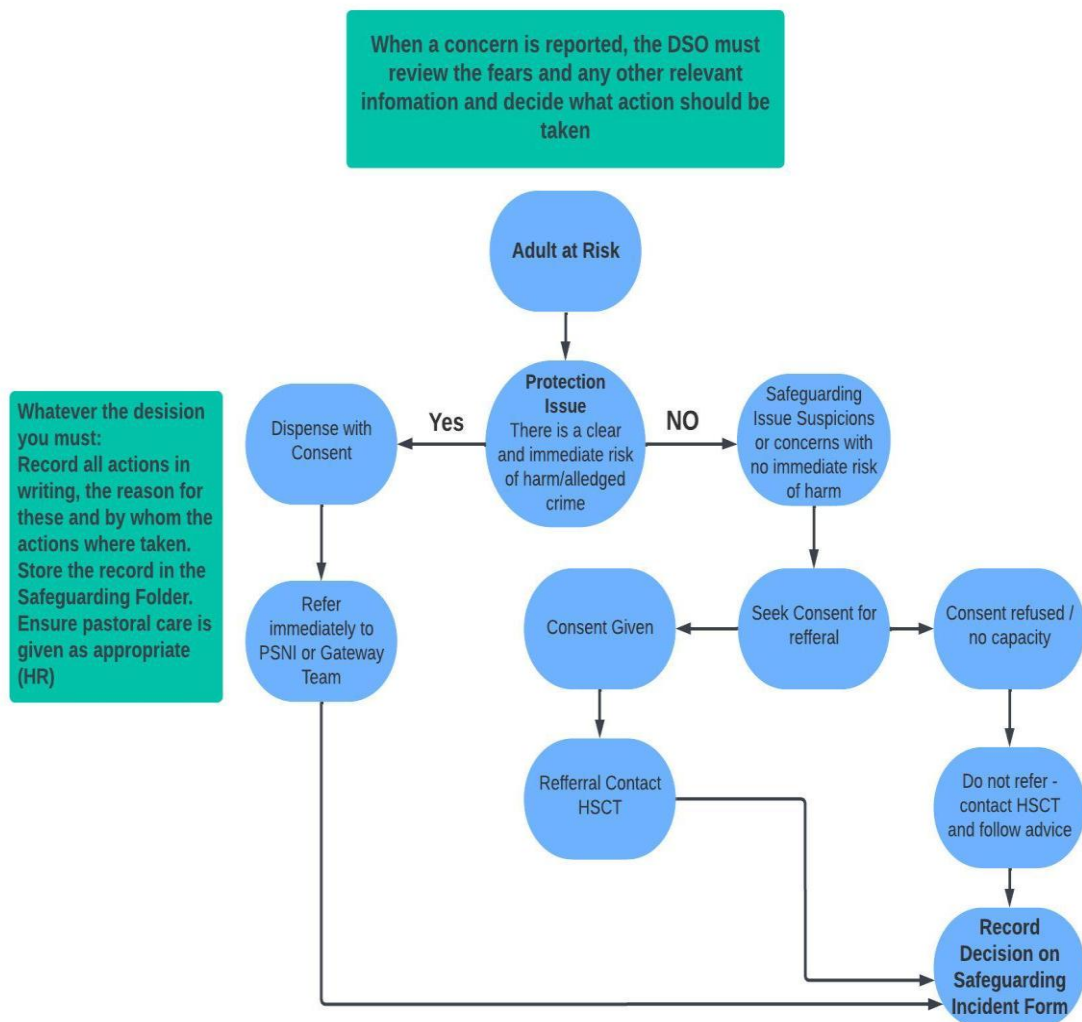 When a concern is reported, the DSO must
review the fears and any other relevant
infomation and decide what action should be
taken
Adult at Risk
Protection
Issue
There is a clear
and immediate risk
of harm/alledged
crime
Yes
NO
Dispense with
Consent
Safeguarding
Issue Suspicions
or concerns with
no immediate risk
of harm
Whatever the desision
you must:
Record all actions in
writing, the reason for
these and by whom the
actions where taken.
Store the record in the
Safeguarding Folder.
Ensure pastoral care is
given as appropriate
(HR)
Refer
immediately to
PSNI or Gateway
Team
Consent Given
Seek Consent for
refferal
Consent refused /
no capacity
Refferral Contact
HSCT
Do not refer -
contact HSCT
and follow advice
Record
Decision on
Safeguarding
Incident Form